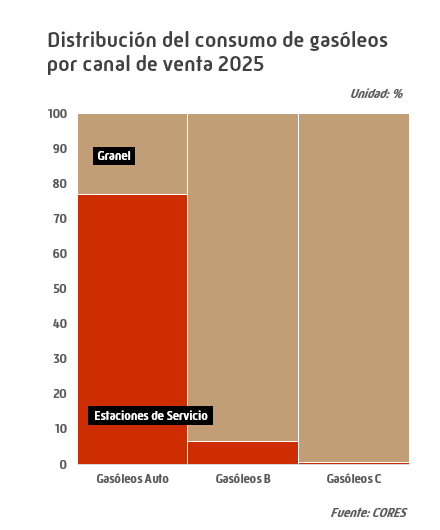 Distribución del consumo de gasóleos
por canal de venta 2025
Unidad: %
100
90
Granel
80
70
60
50
40
30
20
Estaciones de Servicio
10
0
Gasóleos Auto Gasóleos B Gasóleos C
Fuente: CORES